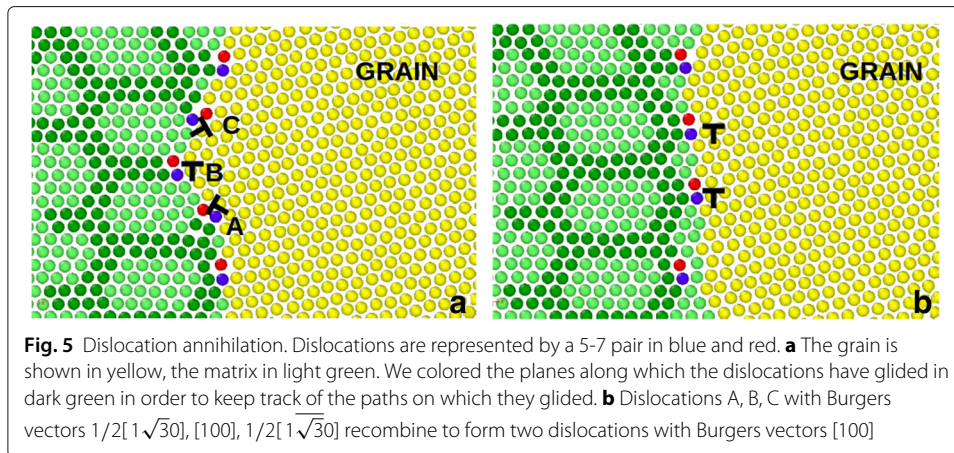 GRAIN GRAIN
C
B
A
a b
Fig. 5 Dislocation annihilation. Dislocations are represented by a 5-7 pair in blue and red. a The grain is
shown in yellow, the matrix in light green. We colored the planes along which the dislocations have glided in
dark green in order to keep track of the paths on which they glided. b Dislocations A, B, C with Burgers
vectors 1/2[1√30], [100], 1/2[1√3̅0̅] recombine to form two dislocations with Burgers vectors [100]